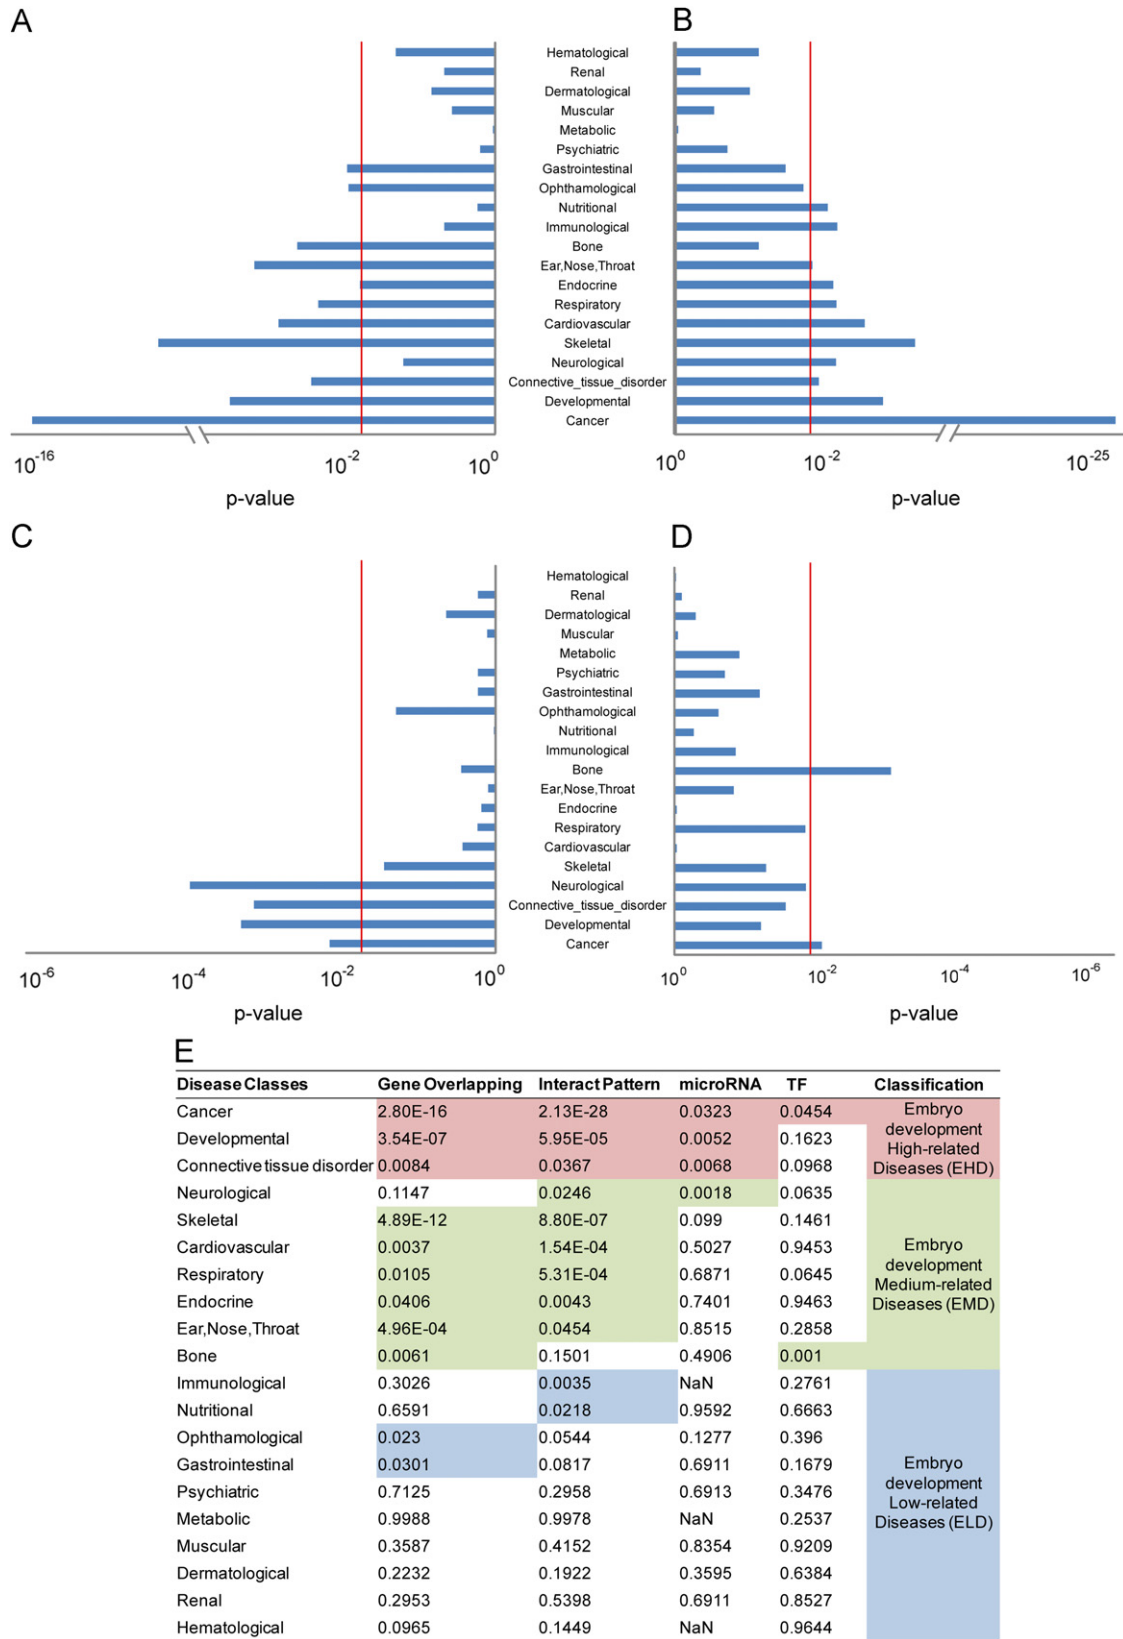 A
B
Hematological
Renal
Dermatological
Muscular
Metabolic
Psychiatric
Gastrointestinal
Ophthamological
Nutritional
Immunological
Bone
Ear,Nose,Throat
Endocrine
Respiratory
Cardiovascular
Skeletal
Neurological
Connective_tissue_disorder
Developmental
Cancer
10^-16 10^-2 10^0 10^0 10^-2 10^-25
p-value p-value
C
D
Hematological
Renal
Dermatological
Muscular
Metabolic
Psychiatric
Gastrointestinal
Ophthamological
Nutritional
Immunological
Bone
Ear,Nose,Throat
Endocrine
Respiratory
Cardiovascular
Skeletal
Neurological
Connective_tissue_disorder
Developmental
Cancer
10^-6 10^-4 10^-2 10^0 10^0 10^-2 10^-4 10^-6
p-value p-value
E
Disease Classes Gene Overlapping Interact Pattern microRNA TF Classification
Cancer 2.80E-16 2.13E-28 0.0323 0.0454
Developmental 3.54E-07 5.95E-05 0.0052 0.1623
Connective tissue disorder 0.0084 0.0367 0.0068 0.0968
Embryo
development
High-related
Diseases (EHD)
Neurological 0.1147 0.0246 0.0018 0.0635
Skeletal 4.89E-12 8.80E-07 0.099 0.1461
Cardiovascular 0.0037 1.54E-04 0.5027 0.9453
Respiratory 0.0105 5.31E-04 0.6871 0.0645
Endocrine 0.0406 0.0043 0.7401 0.9463
Ear,Nose,Throat 4.96E-04 0.0454 0.8515 0.2858
Bone 0.0061 0.1501 0.4906 0.001
Embryo
development
Medium-related
Diseases (EMD)
Immunological 0.3026 0.0035 NaN 0.2761
Nutritional 0.6591 0.0218 0.9592 0.6663
Ophthamological 0.023 0.0544 0.1277 0.396
Gastrointestinal 0.0301 0.0817 0.6911 0.1679
Psychiatric 0.7125 0.2958 0.6913 0.3476
Metabolic 0.9988 0.9978 NaN 0.2537
Muscular 0.3587 0.4152 0.8354 0.9209
Dermatological 0.2232 0.1922 0.3595 0.6384
Renal 0.2953 0.5398 0.6911 0.8527
Hematological 0.0965 0.1449 NaN 0.9644
Embryo
development
Low-related
Diseases (ELD)